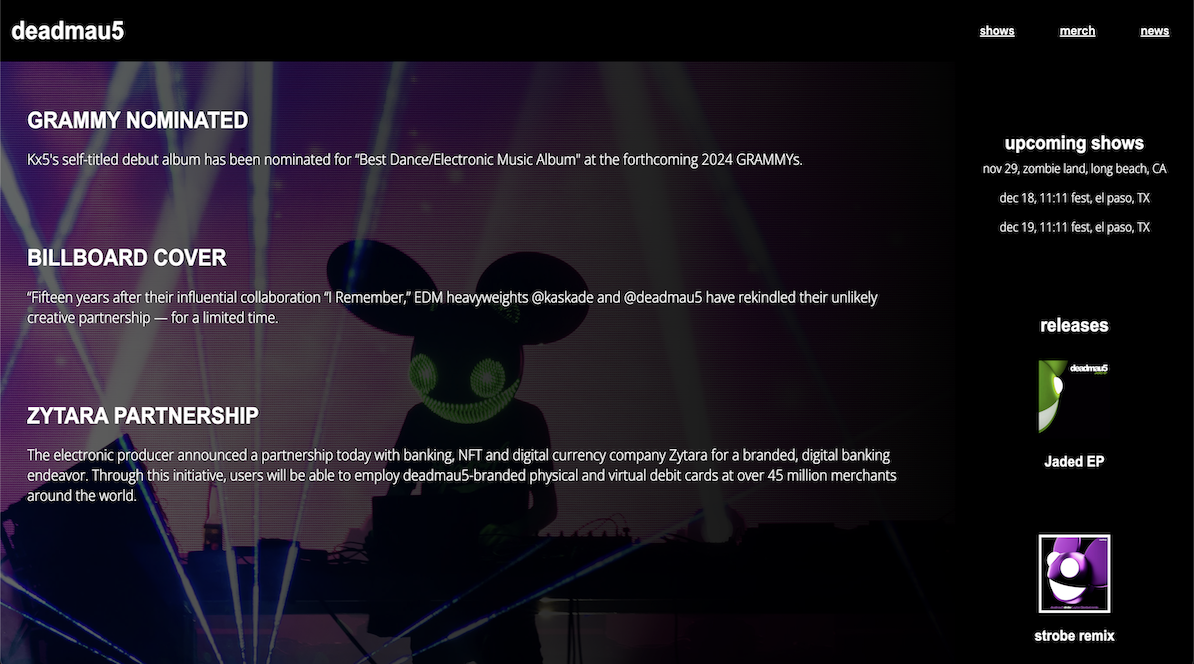 deadmau5
shows
merch
news
GRAMMY NOMINATED
Kx5's self-titled debut album has been nominated for “Best Dance/Electronic Music Album" at the forthcoming 2024 GRAMMYs.
BILLBOARD COVER
“Fifteen years after their influential collaboration “I Remember,” EDM heavyweights @kaskade and @deadmau5 have rekindled their unlikely
creative partnership — for a limited time.
ZYTARA PARTNERSHIP
The electronic producer announced a partnership today with banking, NFT and digital currency company Zytara for a branded, digital banking
endeavor. Through this initiative, users will be able to employ deadmau5-branded physical and virtual debit cards at over 45 million merchants
around the world.
upcoming shows
nov 29, zombie land, long beach, CA
dec 18, 11:11 fest, el paso, TX
dec 19, 11:11 fest, el paso, TX
releases
deadmau5
Jaded EP
strobe remix